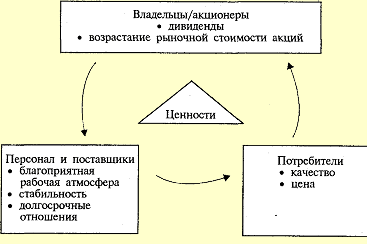 Владельцы/акционеры
• дивиденды
• возрастание рыночной стоимости акций
Ценности
Персонал и поставщики
• благоприятная
рабочая атмосфера
• стабильность
• долгосрочные
отношения
Потребители
• качество
• цена